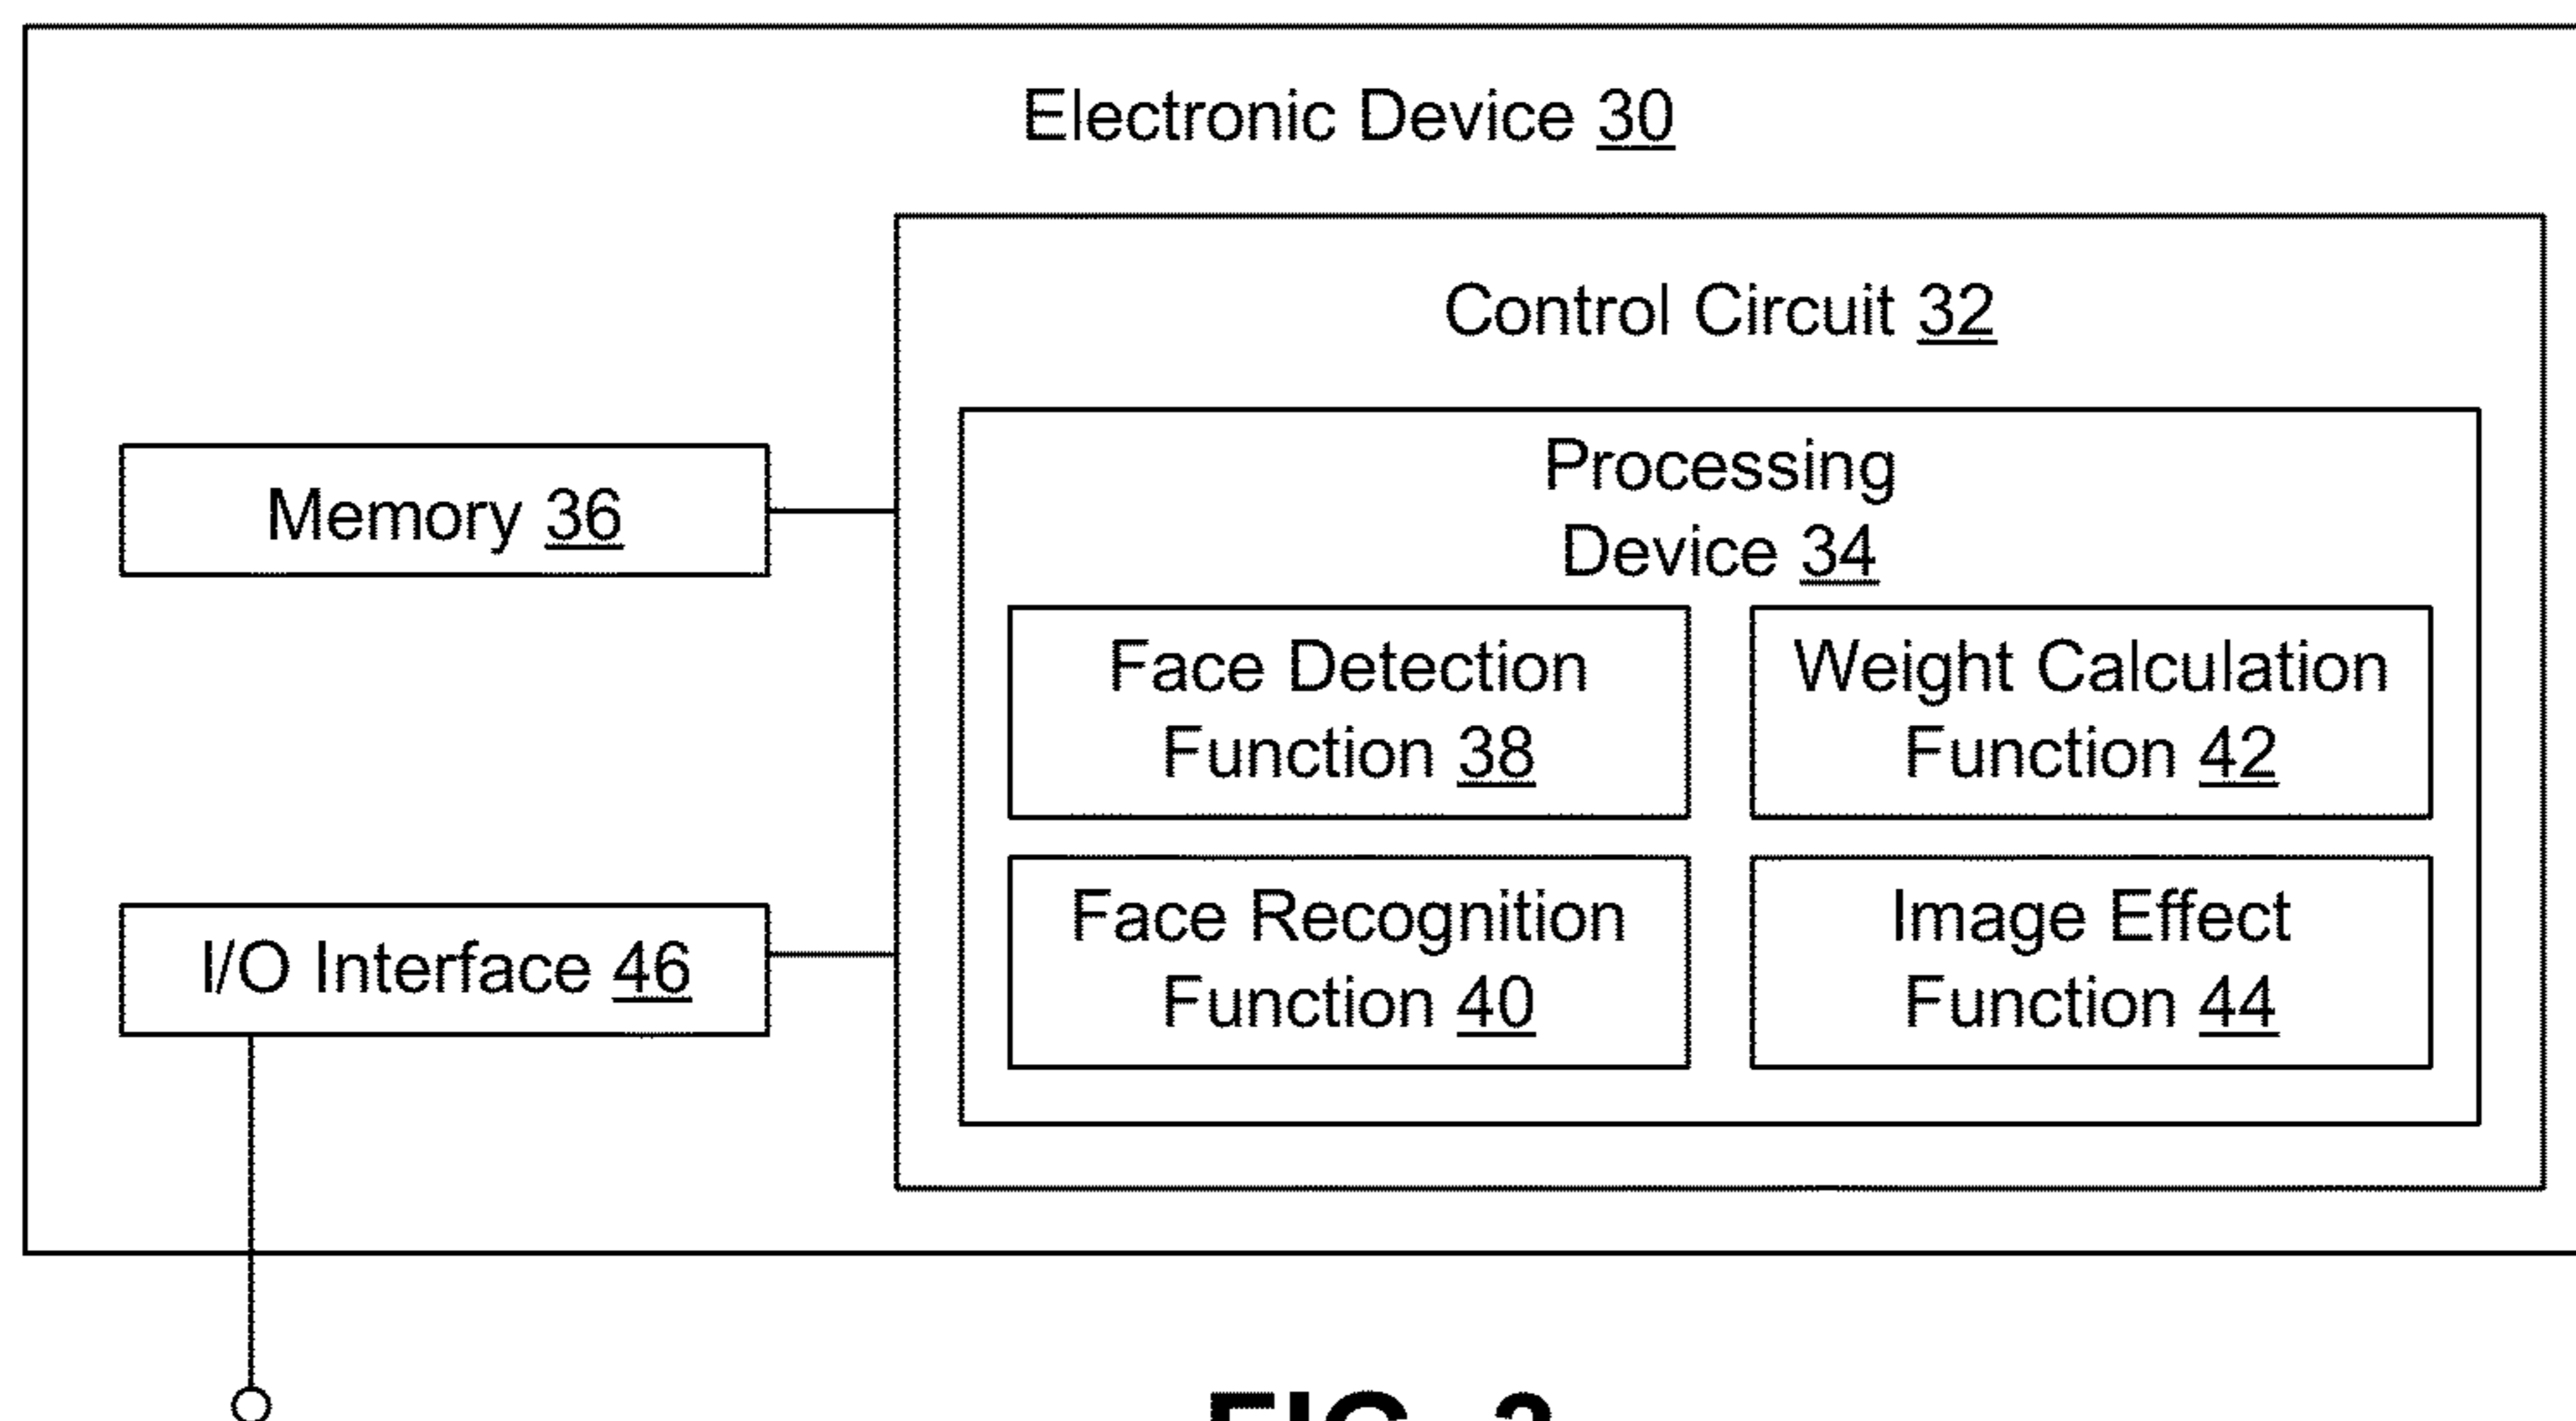 Electronic Device 30
Control Circuit 32
Processing
Device 34
Memory 36
Face Detection
Function 38
Weight Calculation
Function 42
Face Recognition
Function 40
Image Effect
Function 44
I/O Interface 46
FIG.